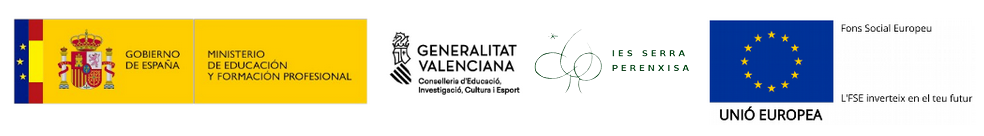 GOBIERNO
DE ESPAÑA
MINISTERIO
DE EDUCACIÓN
Y FORMACIÓN PROFESIONAL
GENERALITAT
VALENCIANA
Conselleria d'Educació,
Investigació, Cultura i Esport
IES SERRA
PERENXISA
UNIÓ EUROPEA
Fons Social Europeu
L'FSE inverteix en el teu futur